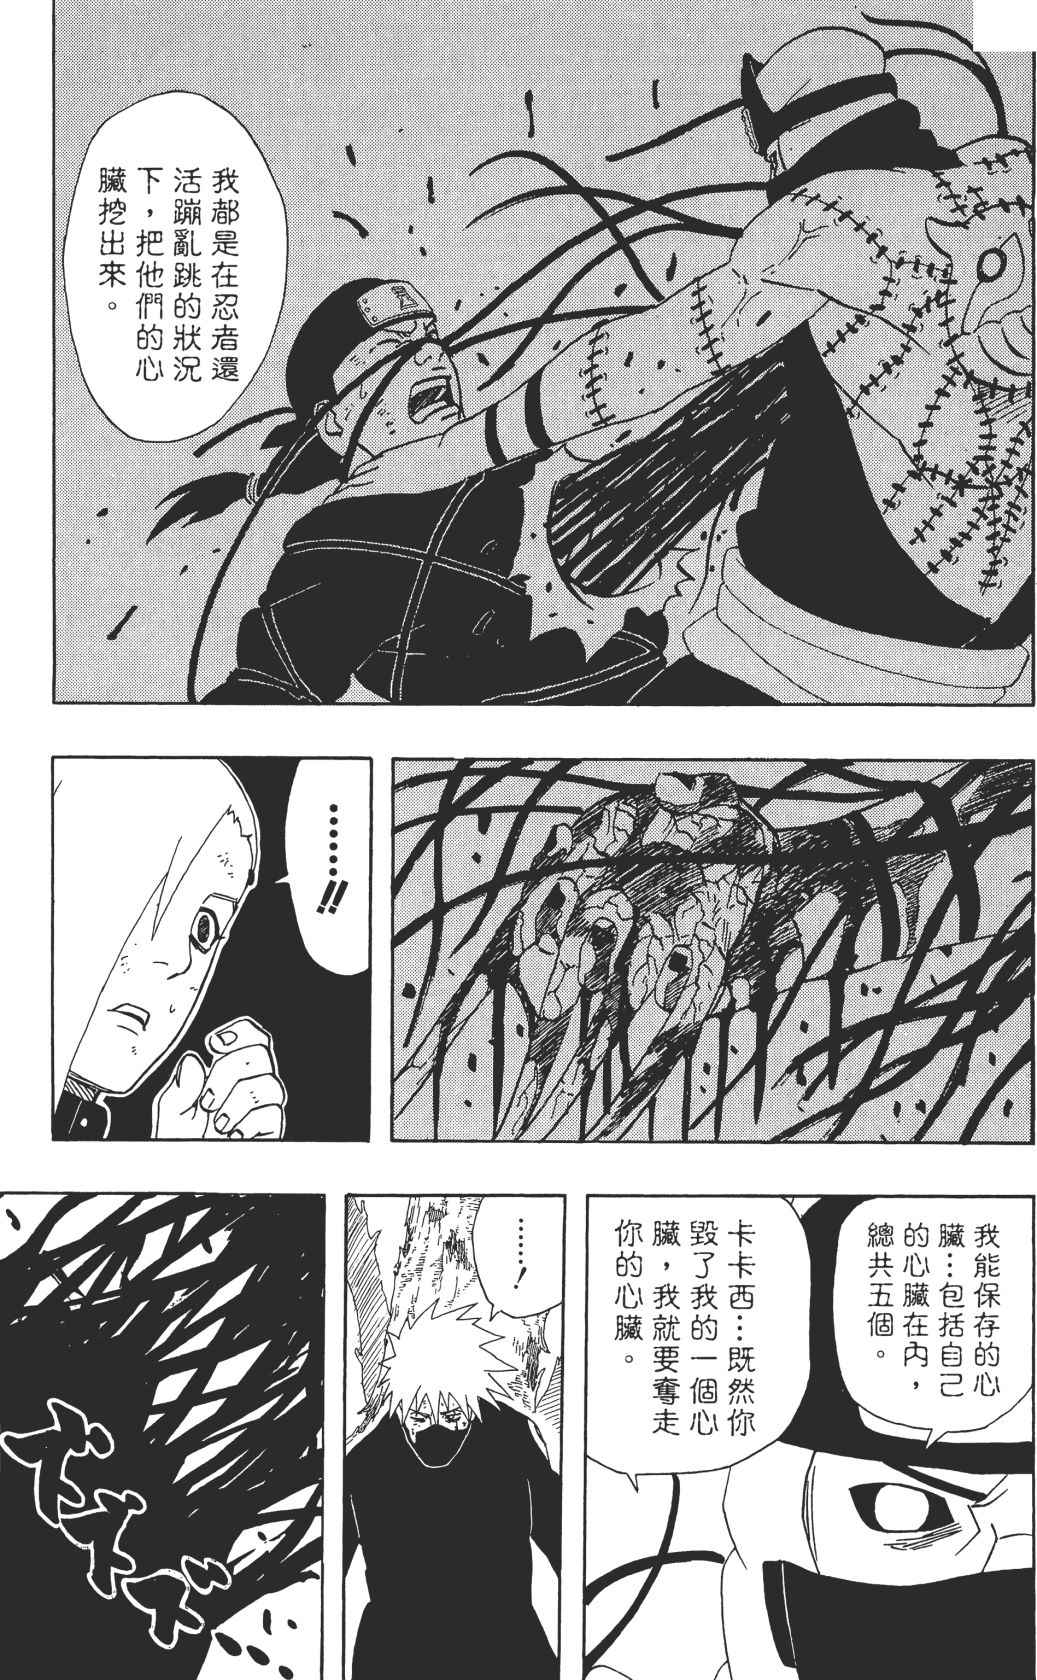 我都是在忍者還
活蹦亂跳的狀況
下，把他們的心
臟挖出來。
……!!
我能保存的心
臟…包括自己
的心臟在內，
總共五個。
卡卡西…既然你
毀了我的一個心
臟，我就要奪走
你的心臟。
……!
ズズズ